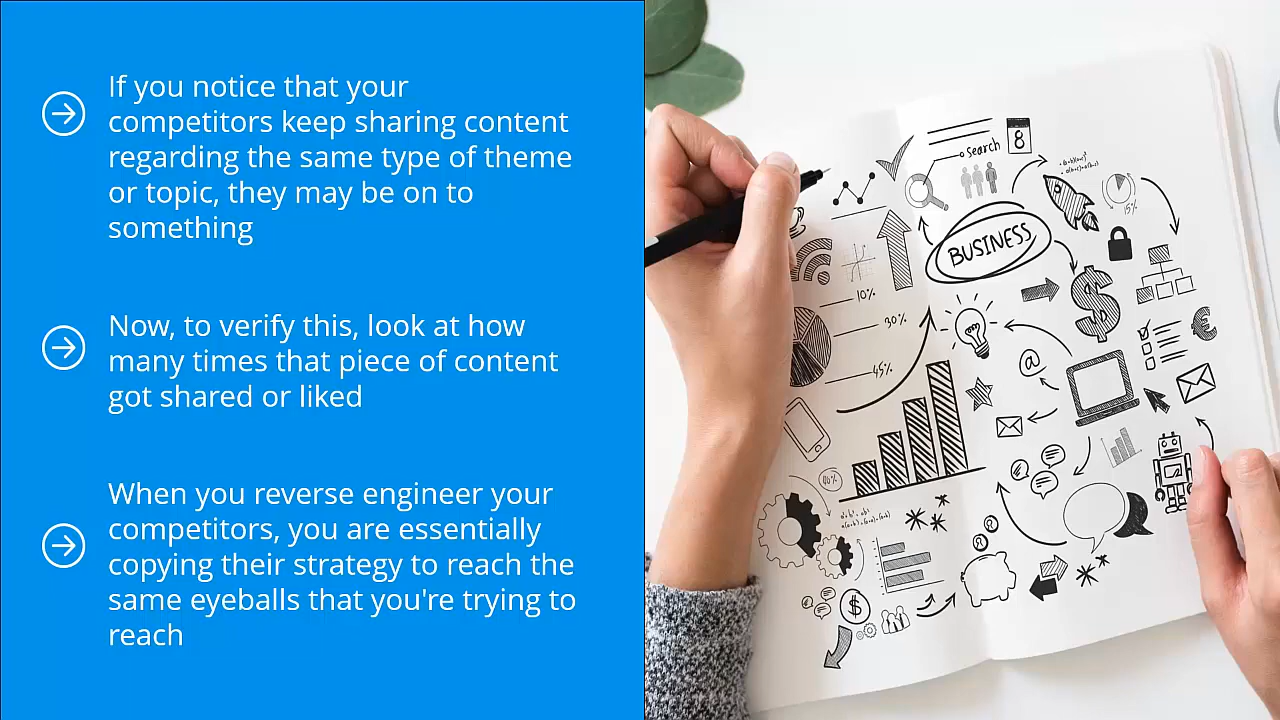 If you notice that your
competitors keep sharing content
regarding the same type of theme
or topic, they may be on to
something
Now, to verify this, look at how
many times that piece of content
got shared or liked
When you reverse engineer your
competitors, you are essentially
copying their strategy to reach the
same eyeballs that you're trying to
reach
search
8
BUSINESS
15%
10%
30%
45%
$
€
@
40%
$